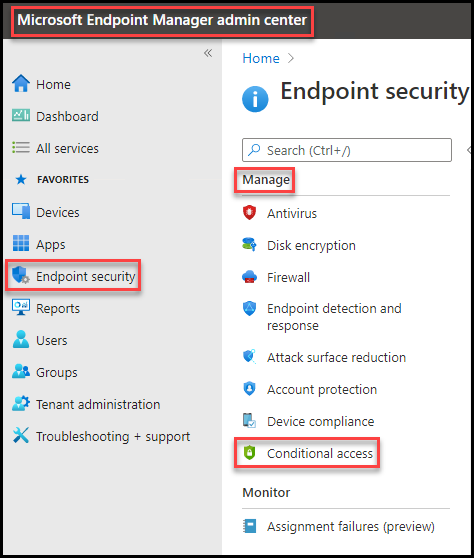 Microsoft Endpoint Manager admin center
Home
Dashboard
All services
FAVORITES
Devices
Apps
Endpoint security
Reports
Users
Groups
Tenant administration
Troubleshooting + support
Home
Endpoint security
Search (Ctrl+/)
Manage
Antivirus
Disk encryption
Firewall
Endpoint detection and
response
Attack surface reduction
Account protection
Device compliance
Conditional access
Monitor
Assignment failures (preview)